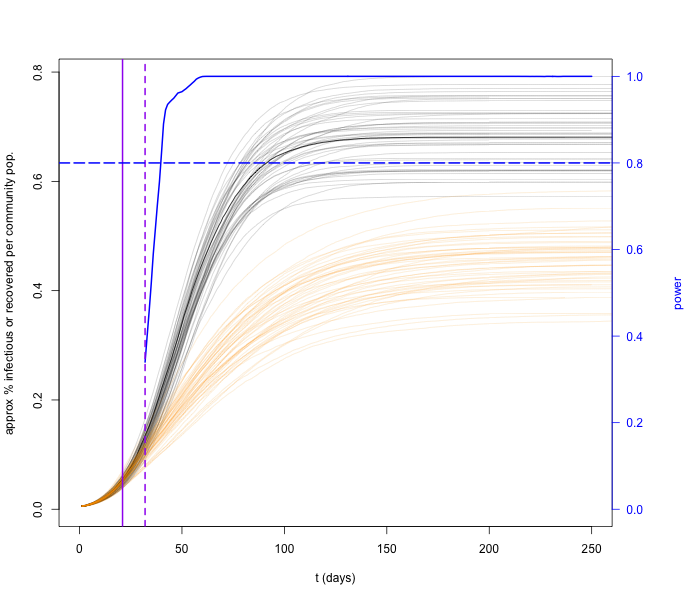 approx % infectious or recovered per community pop.
0.8
0.6
0.4
0.2
0.0
1.0
0.8
0.6
0.4
0.2
0.0
power
0 50 100 150 200 250
t (days)